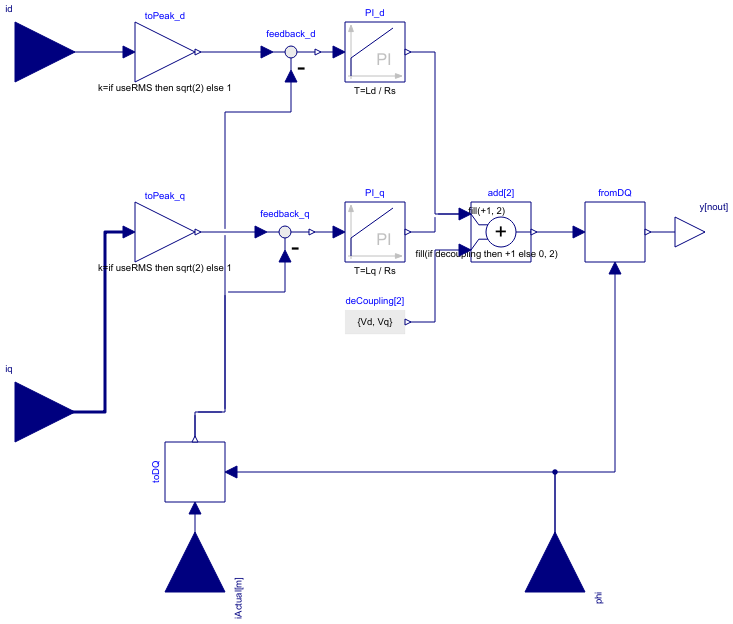 id
toPeak_d
k=if useRMS then sqrt(2) else 1
feedback_d
-
PI_d
PI
T=Ld / Rs
toPeak_q
k=if useRMS then sqrt(2) else 1
feedback_q
-
PI_q
PI
T=Lq / Rs
add[2]
fill(+1, 2)
+
fill(if decoupling then +1 else 0, 2)
fromDQ
y[nout]
deCoupling[2]
{Vd, Vq}
iq
toDQ
iActual[m]
phi